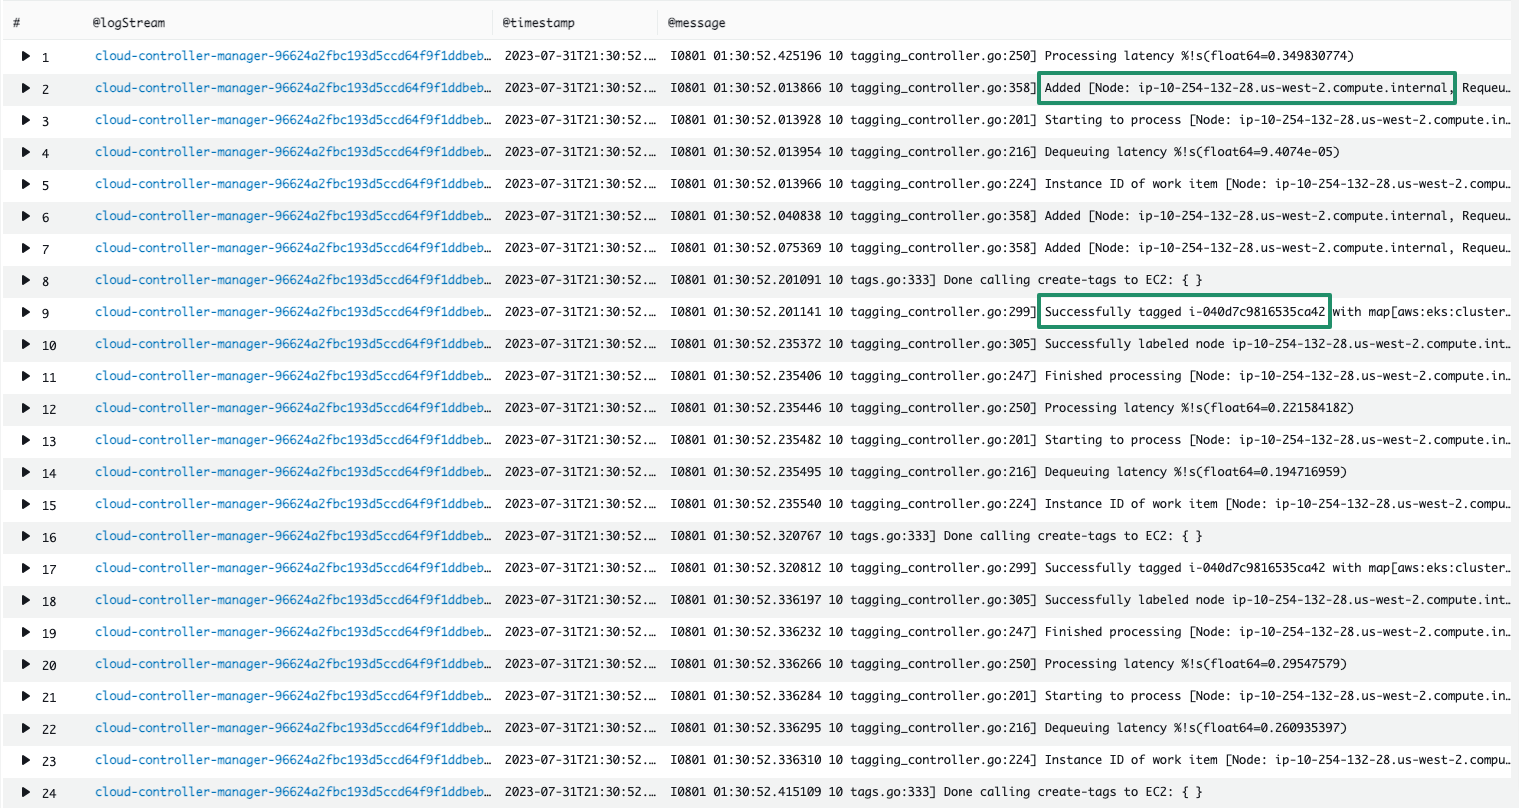 # @logStream @timestamp @message
1 cloud-controller-manager-96624a2fbc193d5ccd64f9f1ddbeb… 2023-07-31T21:30:52.… I0801 01:30:52.425196 10 tagging_controller.go:250] Processing latency %!s(float64=0.349830774)
2 cloud-controller-manager-96624a2fbc193d5ccd64f9f1ddbeb… 2023-07-31T21:30:52.… I0801 01:30:52.013866 10 tagging_controller.go:358] Added [Node: ip-10-254-132-28.us-west-2.compute.internal, Requeu…
3 cloud-controller-manager-96624a2fbc193d5ccd64f9f1ddbeb… 2023-07-31T21:30:52.… I0801 01:30:52.013928 10 tagging_controller.go:201] Starting to process [Node: ip-10-254-132-28.us-west-2.compute.in…
4 cloud-controller-manager-96624a2fbc193d5ccd64f9f1ddbeb… 2023-07-31T21:30:52.… I0801 01:30:52.013954 10 tagging_controller.go:216] Dequeuing latency %!s(float64=9.4074e-05)
5 cloud-controller-manager-96624a2fbc193d5ccd64f9f1ddbeb… 2023-07-31T21:30:52.… I0801 01:30:52.013966 10 tagging_controller.go:224] Instance ID of work item [Node: ip-10-254-132-28.us-west-2.compu…
6 cloud-controller-manager-96624a2fbc193d5ccd64f9f1ddbeb… 2023-07-31T21:30:52.… I0801 01:30:52.040838 10 tagging_controller.go:358] Added [Node: ip-10-254-132-28.us-west-2.compute.internal, Requeu…
7 cloud-controller-manager-96624a2fbc193d5ccd64f9f1ddbeb… 2023-07-31T21:30:52.… I0801 01:30:52.075369 10 tagging_controller.go:358] Added [Node: ip-10-254-132-28.us-west-2.compute.internal, Requeu…
8 cloud-controller-manager-96624a2fbc193d5ccd64f9f1ddbeb… 2023-07-31T21:30:52.… I0801 01:30:52.201091 10 tags.go:333] Done calling create-tags to EC2: { }
9 cloud-controller-manager-96624a2fbc193d5ccd64f9f1ddbeb… 2023-07-31T21:30:52.… I0801 01:30:52.201141 10 tagging_controller.go:299] Successfully tagged i-040d7c9816535ca42 with map[aws:eks:cluster…
10 cloud-controller-manager-96624a2fbc193d5ccd64f9f1ddbeb… 2023-07-31T21:30:52.… I0801 01:30:52.235372 10 tagging_controller.go:305] Successfully labeled node ip-10-254-132-28.us-west-2.compute.int…
11 cloud-controller-manager-96624a2fbc193d5ccd64f9f1ddbeb… 2023-07-31T21:30:52.… I0801 01:30:52.235406 10 tagging_controller.go:247] Finished processing [Node: ip-10-254-132-28.us-west-2.compute.in…
12 cloud-controller-manager-96624a2fbc193d5ccd64f9f1ddbeb… 2023-07-31T21:30:52.… I0801 01:30:52.235446 10 tagging_controller.go:250] Processing latency %!s(float64=0.221584182)
13 cloud-controller-manager-96624a2fbc193d5ccd64f9f1ddbeb… 2023-07-31T21:30:52.… I0801 01:30:52.235482 10 tagging_controller.go:201] Starting to process [Node: ip-10-254-132-28.us-west-2.compute.in…
14 cloud-controller-manager-96624a2fbc193d5ccd64f9f1ddbeb… 2023-07-31T21:30:52.… I0801 01:30:52.235495 10 tagging_controller.go:216] Dequeuing latency %!s(float64=0.194716959)
15 cloud-controller-manager-96624a2fbc193d5ccd64f9f1ddbeb… 2023-07-31T21:30:52.… I0801 01:30:52.235540 10 tagging_controller.go:224] Instance ID of work item [Node: ip-10-254-132-28.us-west-2.compu…
16 cloud-controller-manager-96624a2fbc193d5ccd64f9f1ddbeb… 2023-07-31T21:30:52.… I0801 01:30:52.320767 10 tags.go:333] Done calling create-tags to EC2: { }
17 cloud-controller-manager-96624a2fbc193d5ccd64f9f1ddbeb… 2023-07-31T21:30:52.… I0801 01:30:52.320812 10 tagging_controller.go:299] Successfully tagged i-040d7c9816535ca42 with map[aws:eks:cluster…
18 cloud-controller-manager-96624a2fbc193d5ccd64f9f1ddbeb… 2023-07-31T21:30:52.… I0801 01:30:52.336197 10 tagging_controller.go:305] Successfully labeled node ip-10-254-132-28.us-west-2.compute.int…
19 cloud-controller-manager-96624a2fbc193d5ccd64f9f1ddbeb… 2023-07-31T21:30:52.… I0801 01:30:52.336232 10 tagging_controller.go:247] Finished processing [Node: ip-10-254-132-28.us-west-2.compute.in…
20 cloud-controller-manager-96624a2fbc193d5ccd64f9f1ddbeb… 2023-07-31T21:30:52.… I0801 01:30:52.336266 10 tagging_controller.go:250] Processing latency %!s(float64=0.29547579)
21 cloud-controller-manager-96624a2fbc193d5ccd64f9f1ddbeb… 2023-07-31T21:30:52.… I0801 01:30:52.336284 10 tagging_controller.go:201] Starting to process [Node: ip-10-254-132-28.us-west-2.compute.in…
22 cloud-controller-manager-96624a2fbc193d5ccd64f9f1ddbeb… 2023-07-31T21:30:52.… I0801 01:30:52.336295 10 tagging_controller.go:216] Dequeuing latency %!s(float64=0.260935397)
23 cloud-controller-manager-96624a2fbc193d5ccd64f9f1ddbeb… 2023-07-31T21:30:52.… I0801 01:30:52.336310 10 tagging_controller.go:224] Instance ID of work item [Node: ip-10-254-132-28.us-west-2.compu…
24 cloud-controller-manager-96624a2fbc193d5ccd64f9f1ddbeb… 2023-07-31T21:30:52.… I0801 01:30:52.415109 10 tags.go:333] Done calling create-tags to EC2: { }